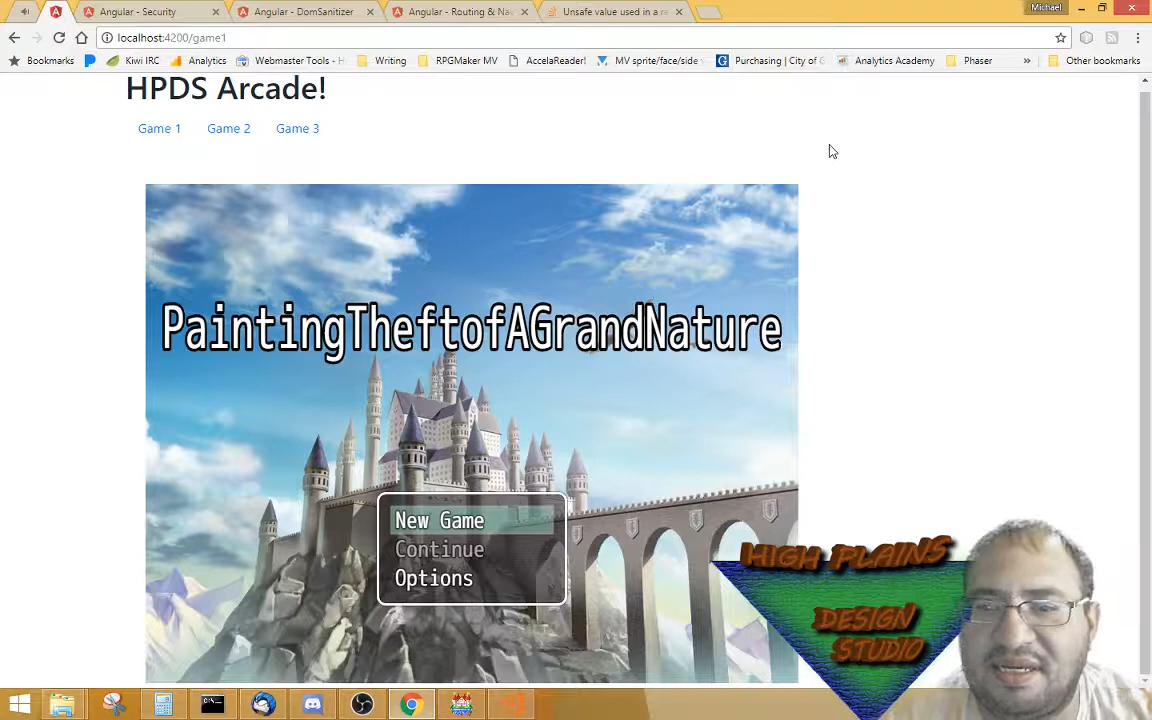 Angular - Security
Angular - DomSanitizer
Angular - Routing & Na
Unsafe value used in a re
Michael
localhost:4200/game1
Bookmarks
Kiwi IRC
Analytics
Webmaster Tools - H
Writing
RPGMaker MV
AccelaReader!
MV sprite/face/side
Purchasing | City of
Analytics Academy
Phaser
»
Other bookmarks
HPDS Arcade!
Game 1 Game 2 Game 3
PaintingTheftofAGrandNature
New Game
Continue
Options
HIGH PLAINS
DESIGN
STUDIO